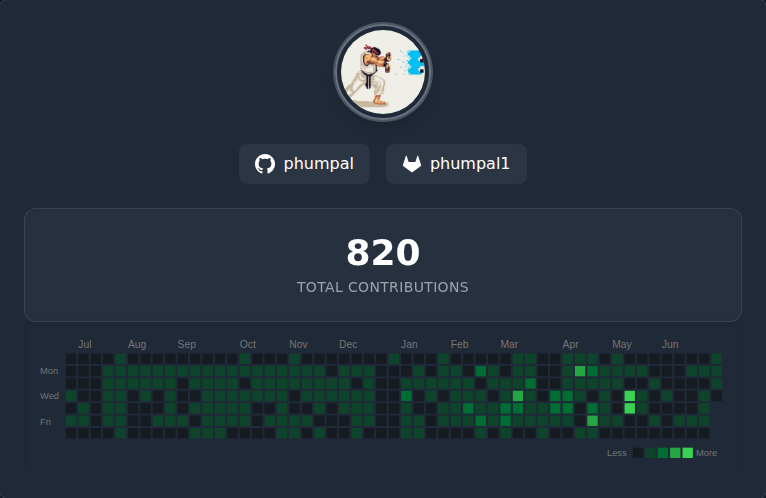 phumpal phumpal1
820
TOTAL CONTRIBUTIONS
Jul Aug Sep Oct Nov Dec Jan Feb Mar Apr May Jun
Mon
Wed
Fri
Less More